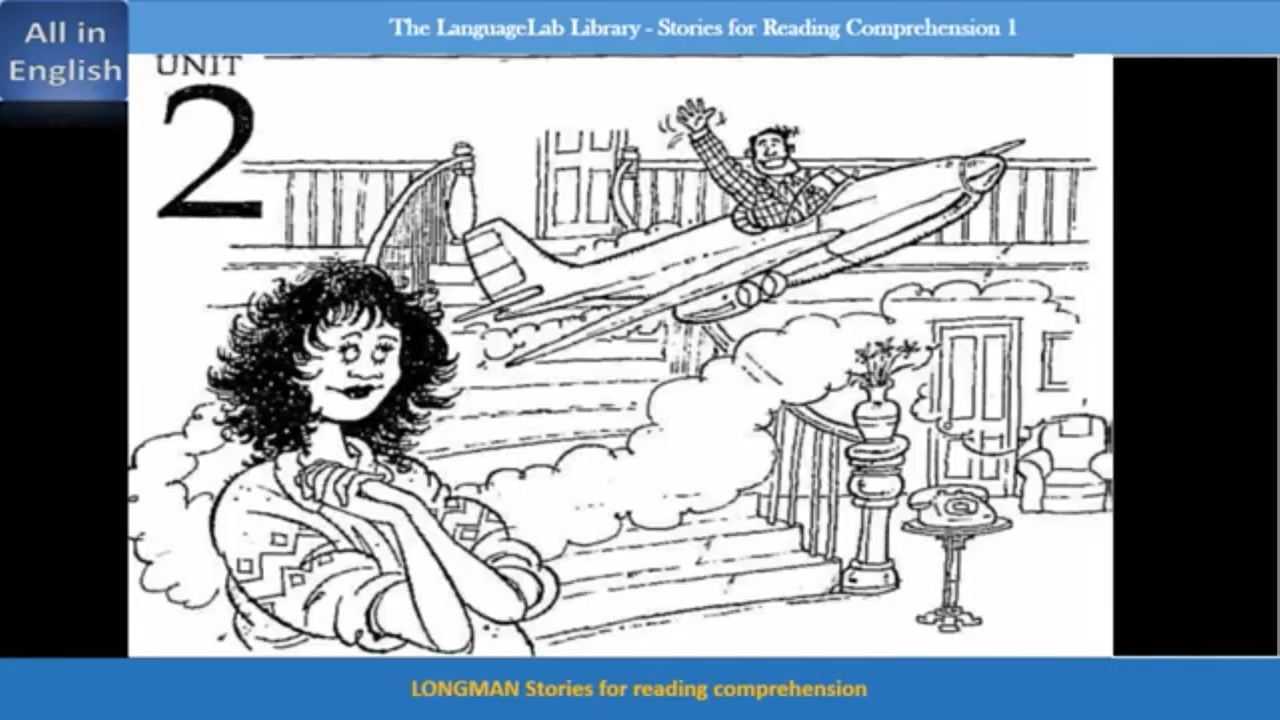 All in
English
The LanguageLab Library - Stories for Reading Comprehension 1
UNIT
2
LONGMAN Stories for reading comprehension